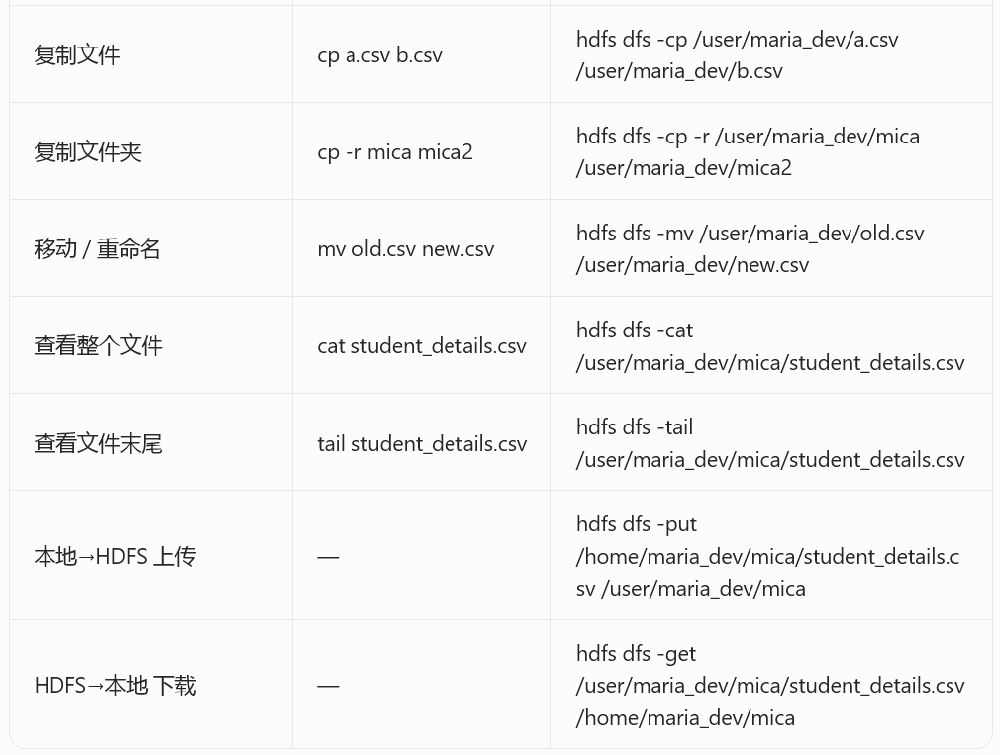 复制文件
cp a.csv b.csv
hdfs dfs -cp /user/maria_dev/a.csv
/user/maria_dev/b.csv
复制文件夹
cp -r mica mica2
hdfs dfs -cp -r /user/maria_dev/mica
/user/maria_dev/mica2
移动 / 重命名
mv old.csv new.csv
hdfs dfs -mv /user/maria_dev/old.csv
/user/maria_dev/new.csv
查看整个文件
cat student_details.csv
hdfs dfs -cat
/user/maria_dev/mica/student_details.csv
查看文件末尾
tail student_details.csv
hdfs dfs -tail
/user/maria_dev/mica/student_details.csv
本地→HDFS 上传
—
hdfs dfs -put
/home/maria_dev/mica/student_details.c
sv /user/maria_dev/mica
HDFS→本地 下载
—
hdfs dfs -get
/user/maria_dev/mica/student_details.csv
/home/maria_dev/mica